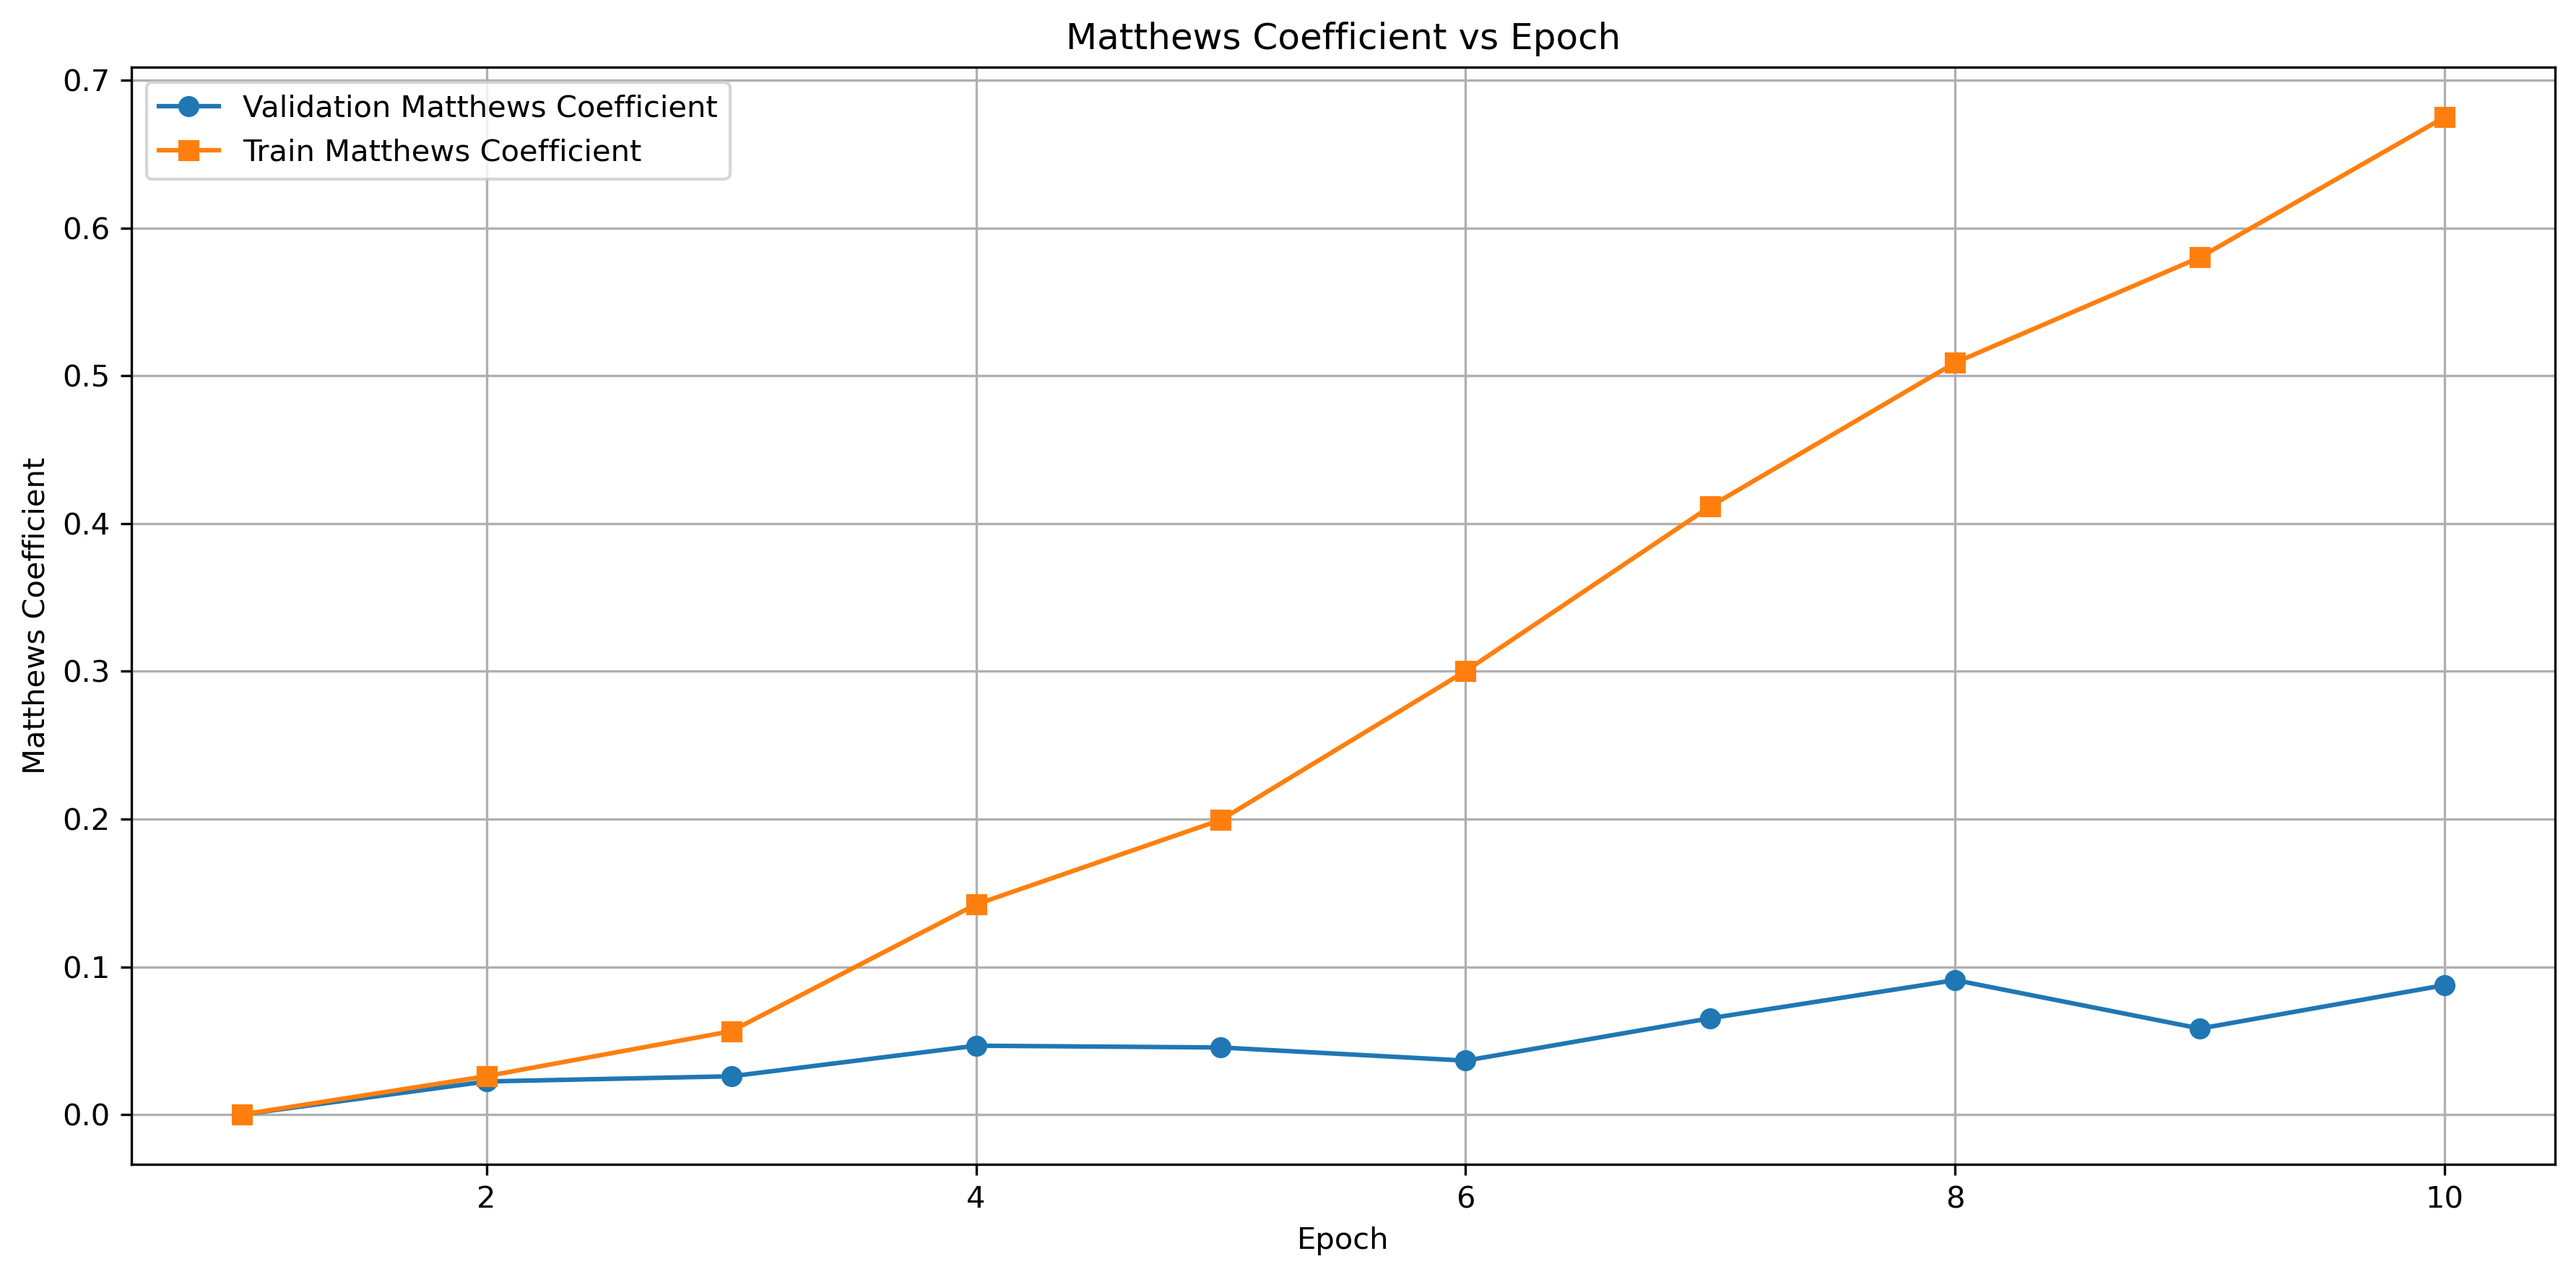 Matthews Coefficient vs Epoch
Validation Matthews Coefficient
Train Matthews Coefficient
Matthews Coefficient
0.7
0.6
0.5
0.4
0.3
0.2
0.1
0.0
2 4 6 8 10
Epoch